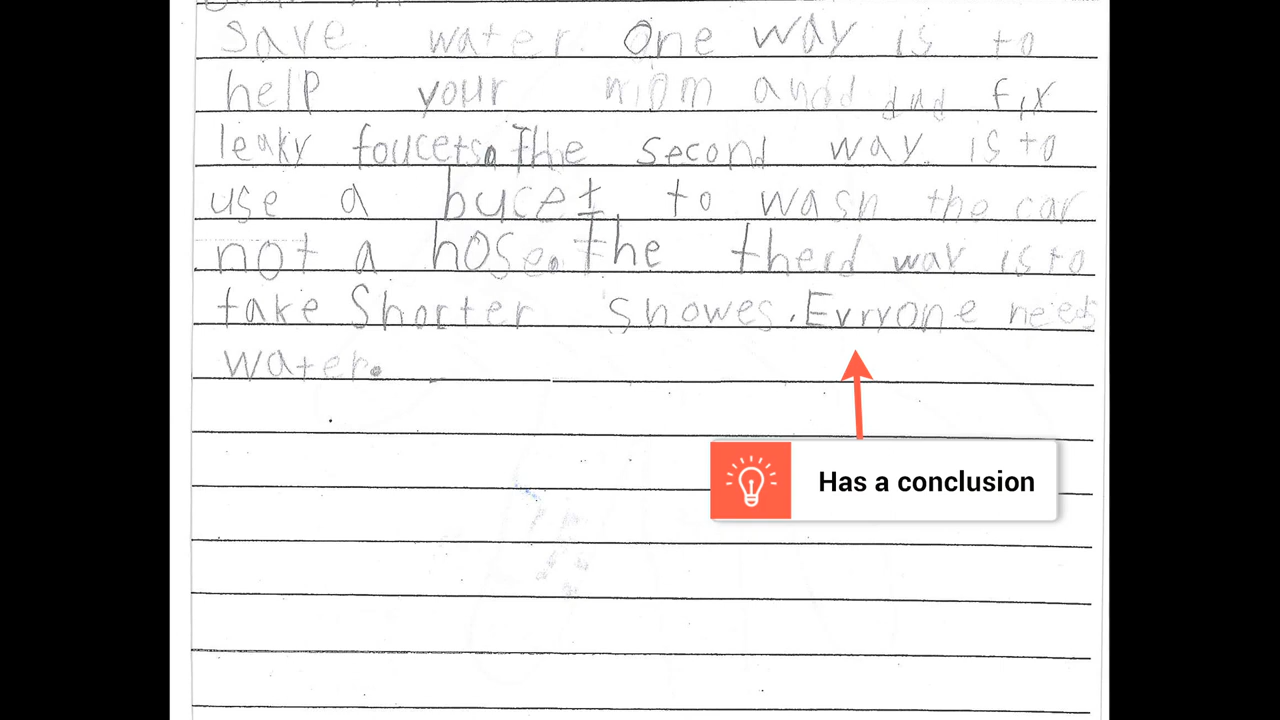 save water. One way is to
help your mom andd dad fix
leaky foucets. The second way is to
use a bucet to wash the car
not a hose. The therd way is to
take Shorter Showes. Evryone needs
water.
Has a conclusion